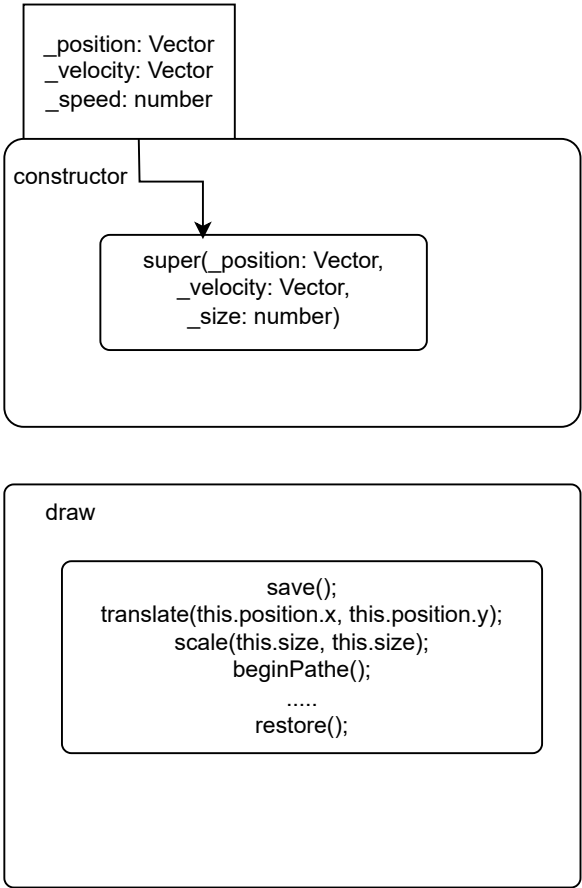 _position: Vector
_velocity: Vector
_speed: number
constructor
super(_position: Vector,
_velocity: Vector,
_size: number)
draw
save();
translate(this.position.x, this.position.y);
scale(this.size, this.size);
beginPathe();
.....
restore();